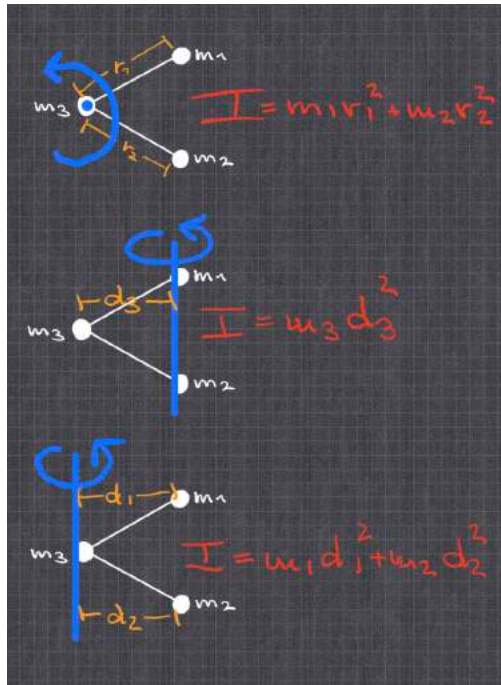 r₁
m₁
m₃
I = m₁r₁² + m₂r₂²
r₂
m₂
m₁
d₃
m₃
I = m₃d₃²
m₂
d₁
m₁
m₃
I = m₁d₁² + m₂d₂²
m₂
d₂